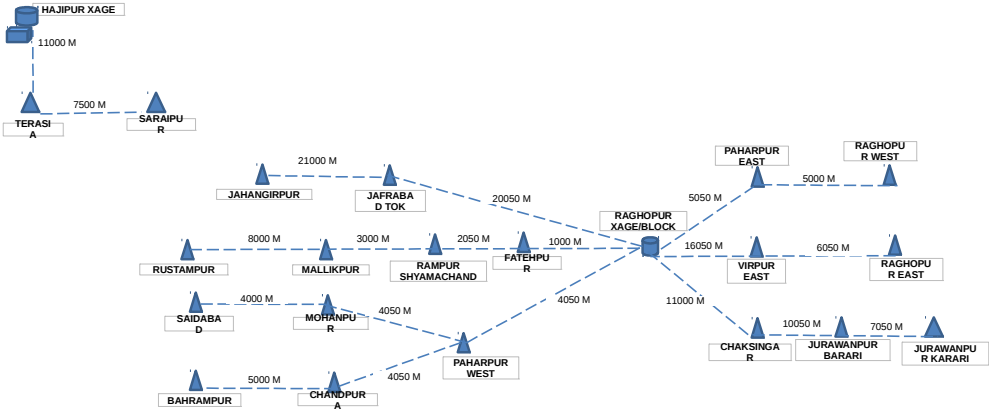 HAJIPUR XAGE
11000 M
7500 M
TERASI
A
SARAIPU
R
21000 M
JAHANGIRPUR
JAFRABA
D TOK
20050 M
PAHARPUR
EAST
RAGHOPU
R WEST
5000 M
5050 M
RAGHOPUR
XAGE/BLOCK
8000 M
3000 M
2050 M
1000 M
RUSTAMPUR
MALLIKPUR
RAMPUR
SHYAMACHAND
FATEHPU
R
16050 M
6050 M
VIRPUR
EAST
RAGHOPU
R EAST
4000 M
SAIDABA
D
MOHANPU
R
4050 M
4050 M
11000 M
PAHARPUR
WEST
10050 M
7050 M
CHAKSINGA
R
JURAWANPUR
BARARI
JURAWANPU
R KARARI
5000 M
4050 M
BAHRAMPUR
CHANDPUR
A